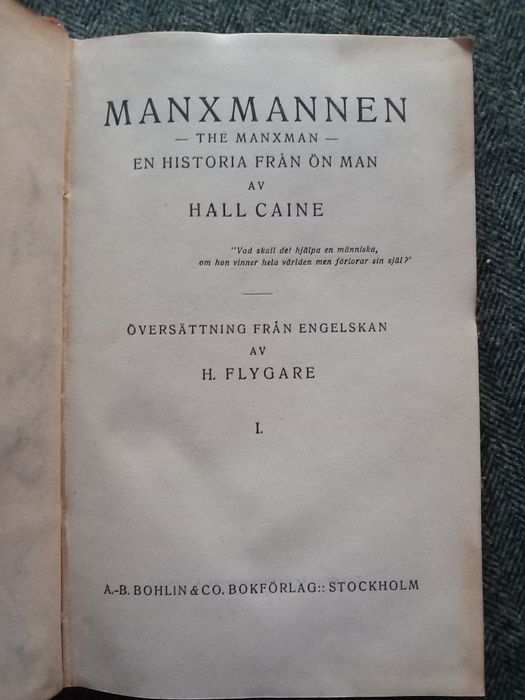 MANXMANNEN
— THE MANXMAN —
EN HISTORIA FRÅN ÖN MAN
AV
HALL CAINE
"Vad skall det hjälpa en människa,
om hon vinner hela världen men förlorar sin själ?'
ÖVERSÄTTNING FRÅN ENGELSKAN
AV
H. FLYGARE
I.
A.-B. BOHLIN & CO. BOKFÖRLAG:: STOCKHOLM